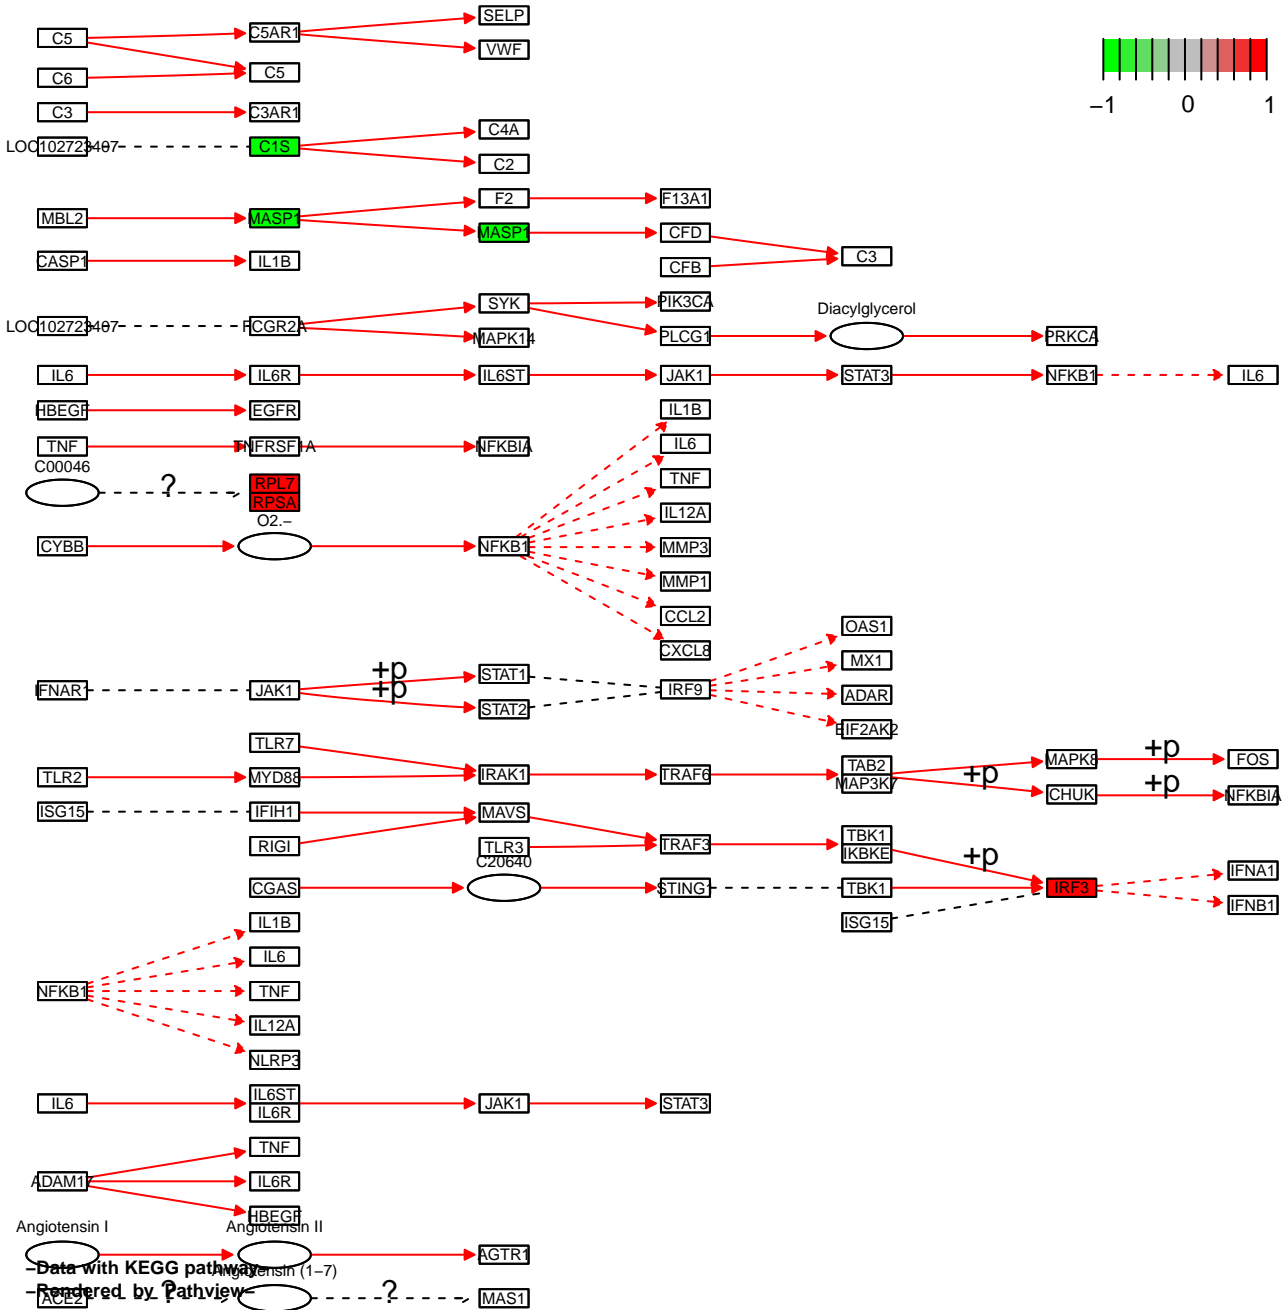 SELP
C5 C5AR1
VWF
C6 C5
−1 0 1
C3 C3AR1
C4A
LOC102723407 C1S
C2
F2 F13A1
MBL2 MASP1
MASP1 CFD
C3
CASP1 IL1B CFB
SYK PIK3CA
Diacylglycerol
LOC102723407 FCGR2A
MAPK14 PLCG1 PRKCA
IL6 IL6R IL6ST JAK1 STAT3 NFKB1 IL6
HBEGF EGFR IL1B
TNF TNFRSF1A NFKBIA IL6
C00046
? RPL7 TNF
RPSA
IL12A
O2.−
CYBB NFKB1 MMP3
MMP1
CCL2
OAS1
CXCL8
MX1
+p STAT1
IFNAR1 JAK1 +p IRF9
ADAR
STAT2
EIF2AK2
TLR7
+p
MAPK8 FOS
TAB2
TLR2 MYD88 IRAK1 TRAF6 +p
MAP3K7
+p
CHUK NFKBIA
ISG15 IFIH1 MAVS
TBK1
RIGI TLR3 TRAF3
IKBKE +p
C20640
IFNA1
CGAS STING1 TBK1 IRF3
IFNB1
IL1B ISG15
IL6
NFKB1 TNF
IL12A
NLRP3
IL6ST
IL6 JAK1 STAT3
IL6R
TNF
ADAM17 IL6R
HBEGF
Angiotensin I Angiotensin II
AGTR1
−Data with KEGG pathway−
Angiotensin (1−7)
−Rendered by Pathview−
ACE2 ? ? MAS1